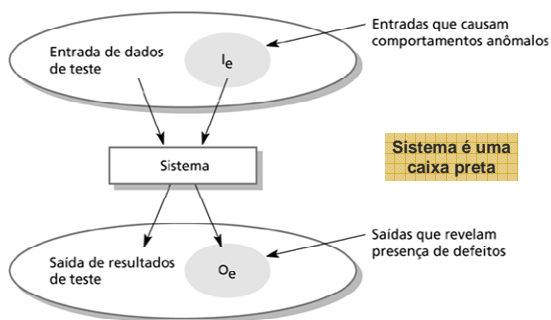 Entrada de dados
de teste
Ie
Entradas que causam
comportamentos anômalos
Sistema
Sistema é uma
caixa preta
Saída de resultados
de teste
Oe
Saídas que revelam
presença de defeitos